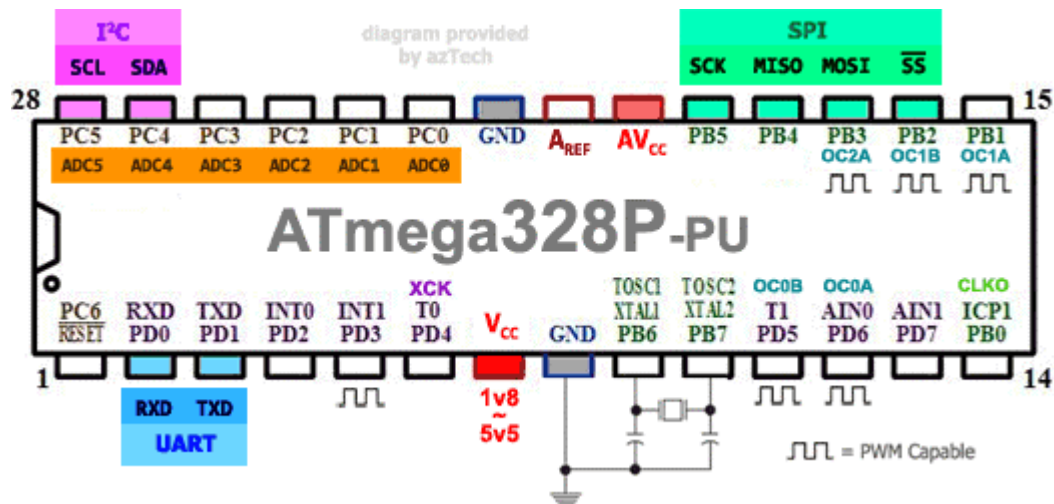 I²C
diagram provided
by azTech
SPI
SCL SDA
SCK MISO MOSI SS
28
15
PC5 PC4 PC3 PC2 PC1 PC0 GND AREF AVCC PB5 PB4 PB3 PB2 PB1
ADC5 ADC4 ADC3 ADC2 ADC1 ADC0
OC2A OC1B OC1A
ATmega328P-PU
XCK
TOSC1 TOSC2 OC0B OC0A CLKO
PC6 RXD TXD INT0 INT1 T0 VCC GND XTAL1 XTAL2 T1 AIN0 AIN1 ICP1
RESET PD0 PD1 PD2 PD3 PD4 PB6 PB7 PD5 PD6 PD7 PB0
1
14
RXD TXD
UART
1v8
~
5v5
= PWM Capable